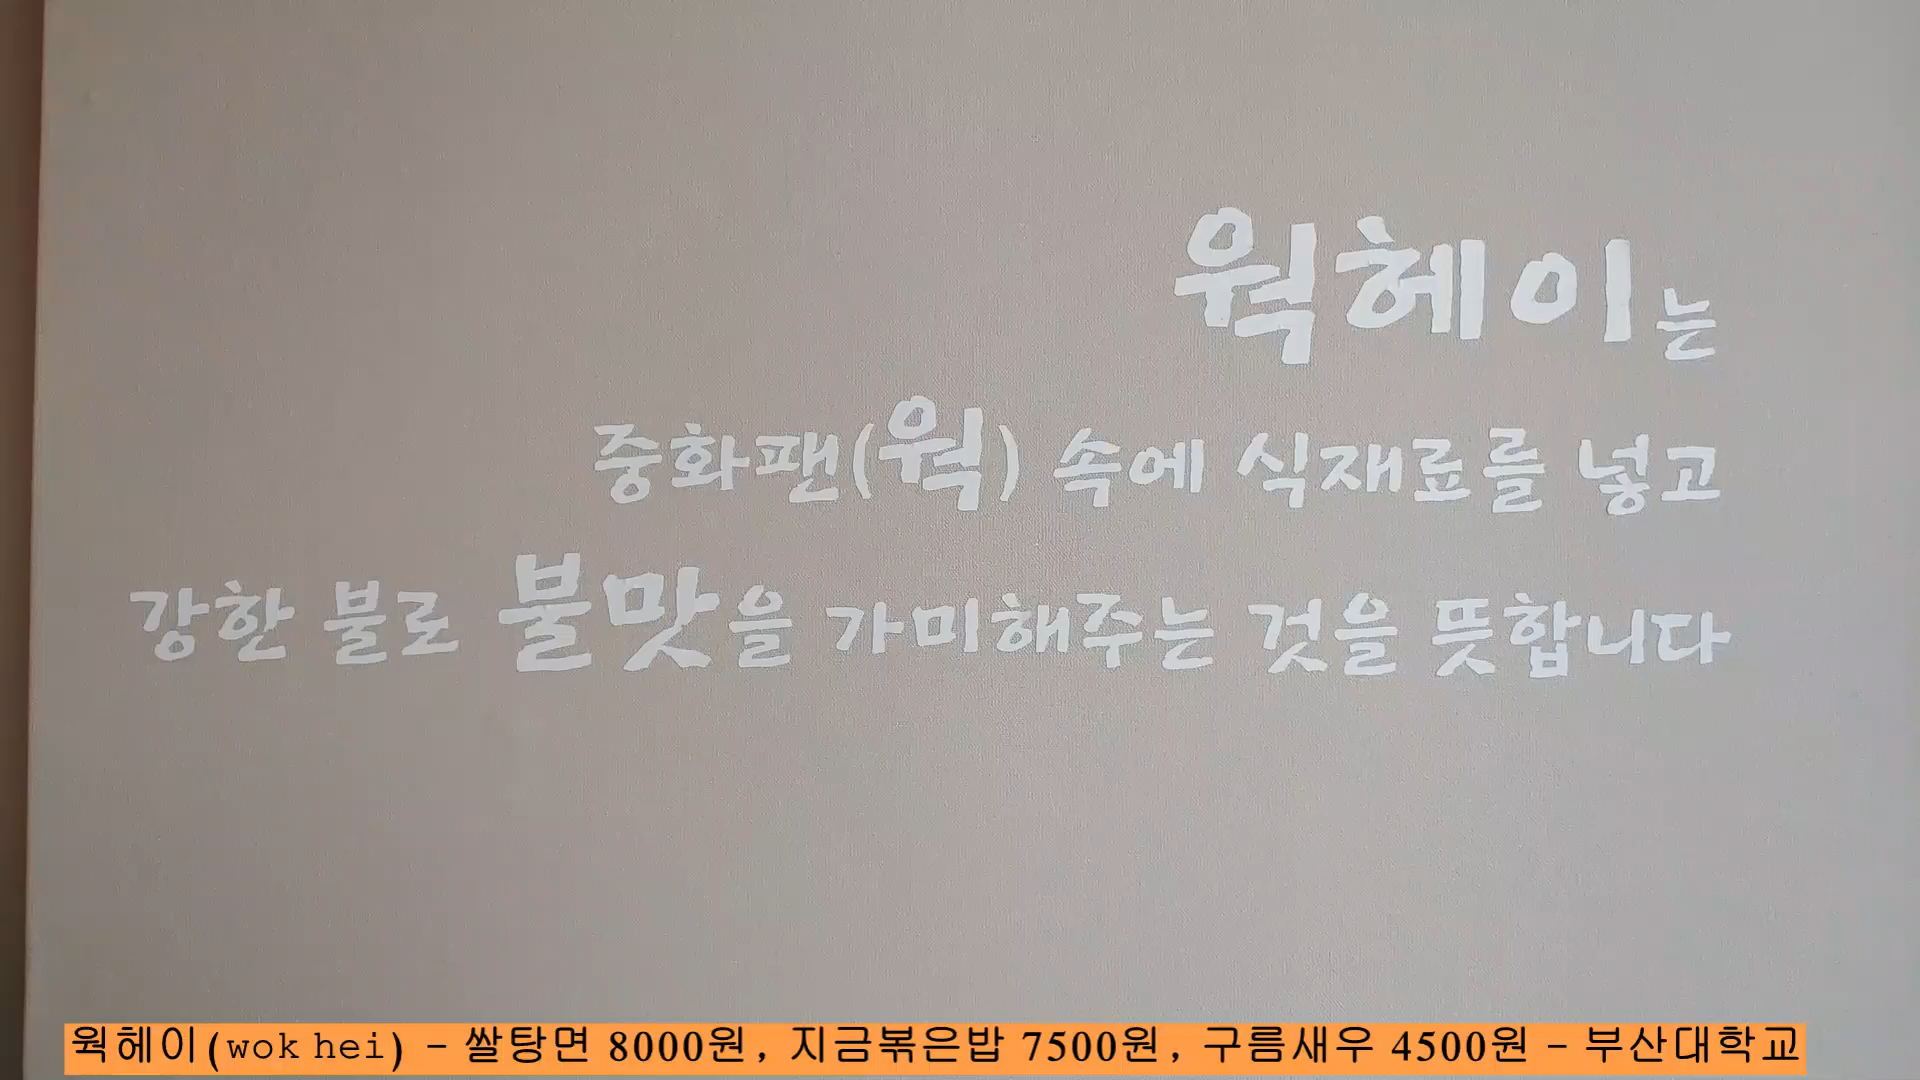 웍헤이는
중화팬(웍) 속에 식재료를 넣고
강한 불로 불맛을 가미해주는 것을 뜻합니다
웍헤이(wok hei) - 쌀탕면 8000원, 지금볶은밥 7500원, 구름새우 4500원 - 부산대학교